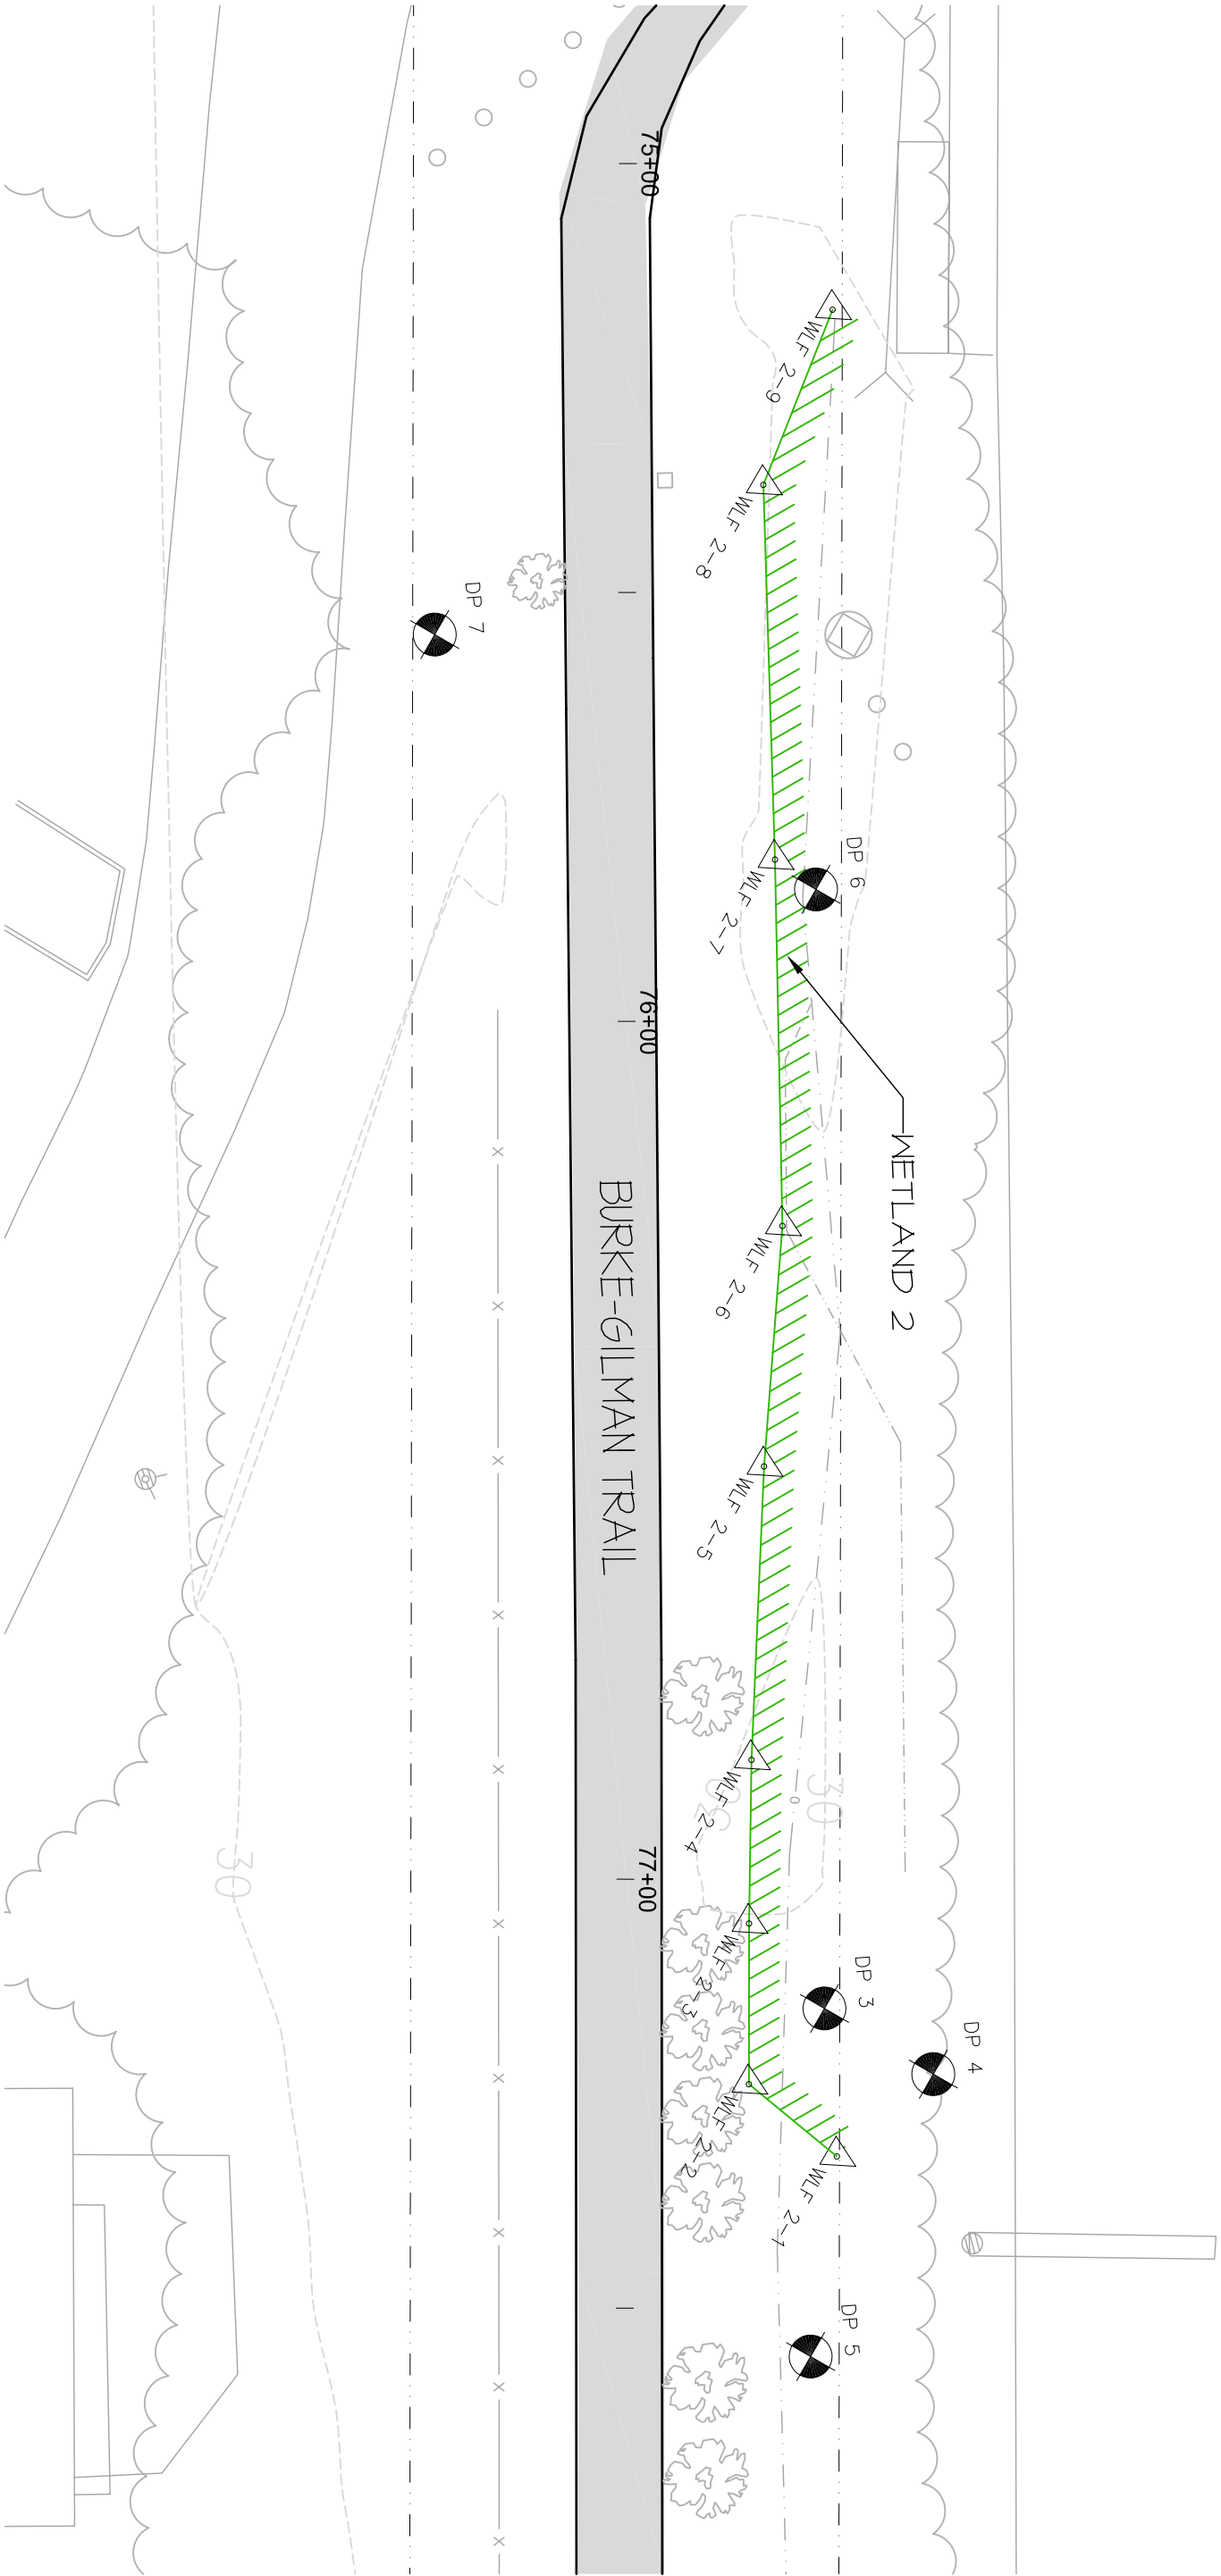 75+00
WLF 2-9
WLF 2-8
DP 7
DP 6
WLF 2-7
76+00
WETLAND 2
BURKE-GILMAN TRAIL
WLF 2-6
WLF 2-5
30
30
WLF 2-4
30
77+00
WLF 2-3
DP 3
DP 4
WLF 2-2
WLF 2-1
DP 5